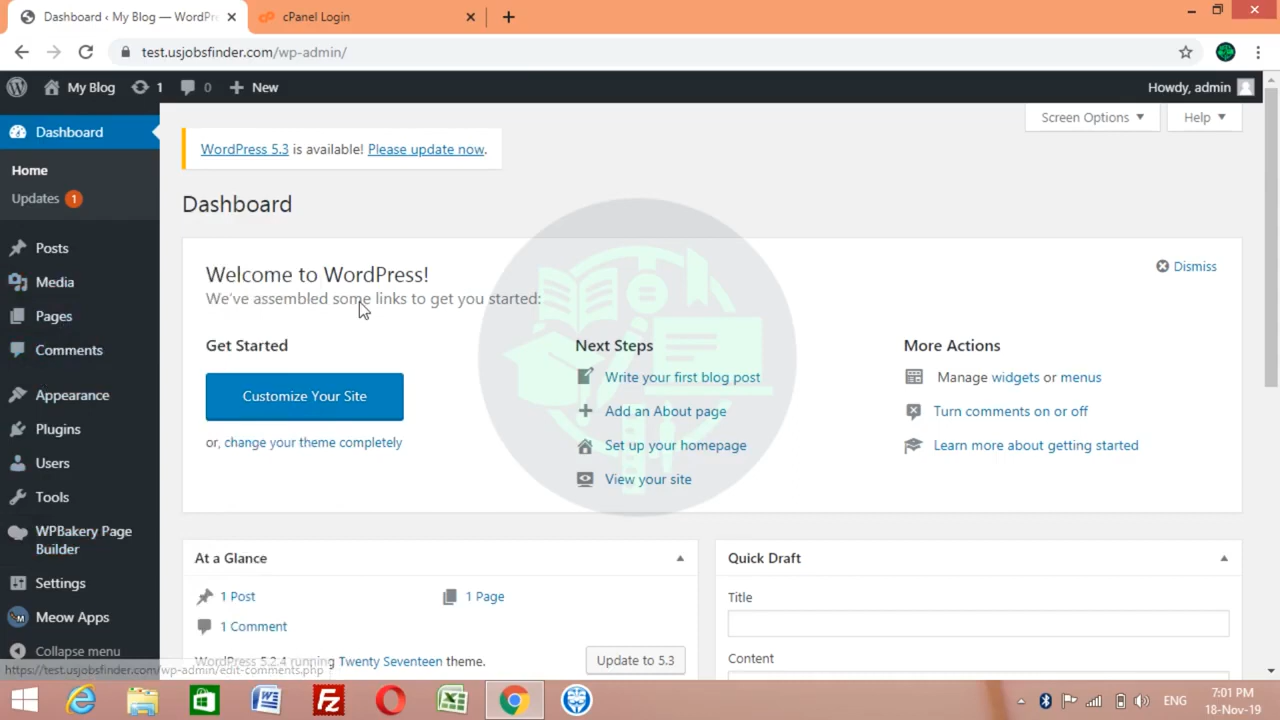 Dashboard ‹ My Blog — WordPr
cPanel Login
test.usjobsfinder.com/wp-admin/
My Blog
1
0
New
Howdy, admin
Dashboard
Home
Updates 1
Posts
Media
Pages
Comments
Appearance
Plugins
Users
Tools
WPBakery Page
Builder
Settings
Meow Apps
Collapse menu
Screen Options
Help
WordPress 5.3 is available! Please update now.
Dashboard
Welcome to WordPress!
We've assembled some links to get you started:
Dismiss
Get Started
Customize Your Site
or, change your theme completely
Next Steps
Write your first blog post
Add an About page
Set up your homepage
View your site
More Actions
Manage widgets or menus
Turn comments on or off
Learn more about getting started
At a Glance
1 Post
1 Page
1 Comment
WordPress 5.2.4 running Twenty Seventeen theme.
Update to 5.3
Quick Draft
Title
Content
https://test.usjobsfinder.com/wp-admin/edit-comments.php
ENG
7:01 PM
18-Nov-19